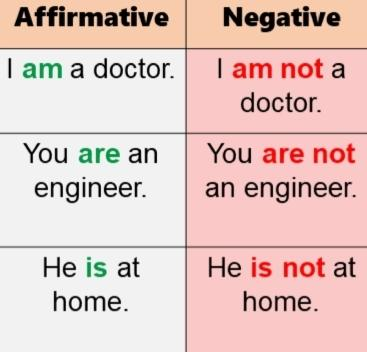 Affirmative
Negative
I am a doctor.
I am not a
doctor.
You are an
engineer.
You are not
an engineer.
He is at
home.
He is not at
home.